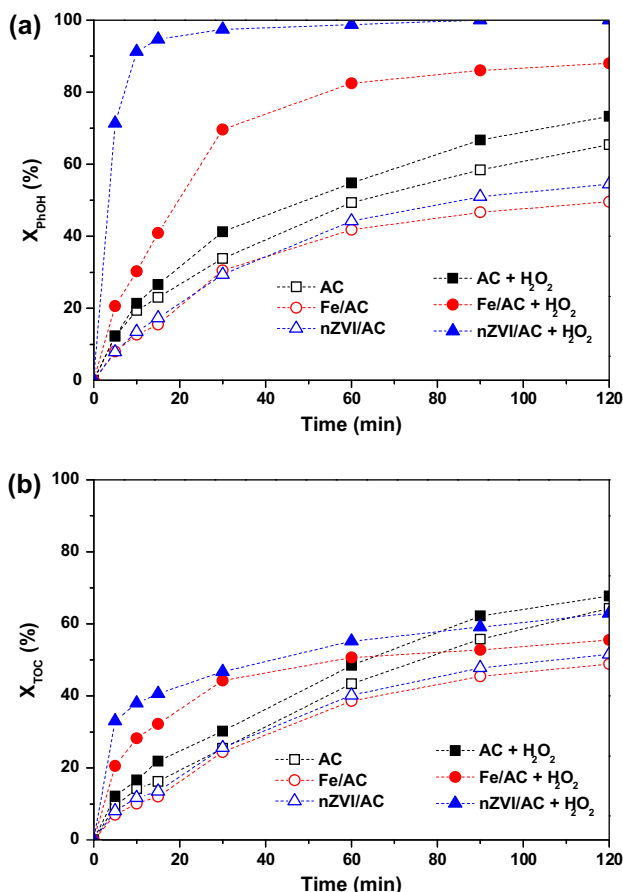 (a)
100
80
60
40
20
0
X_PhOH (%)
AC
Fe/AC
nZVI/AC
AC + H₂O₂
Fe/AC + H₂O₂
nZVI/AC + H₂O₂
0 20 40 60 80 100 120
Time (min)
(b)
100
80
60
40
20
0
X_TOC (%)
AC
Fe/AC
nZVI/AC
AC + H₂O₂
Fe/AC + H₂O₂
nZVI/AC + H₂O₂
0 20 40 60 80 100 120
Time (min)